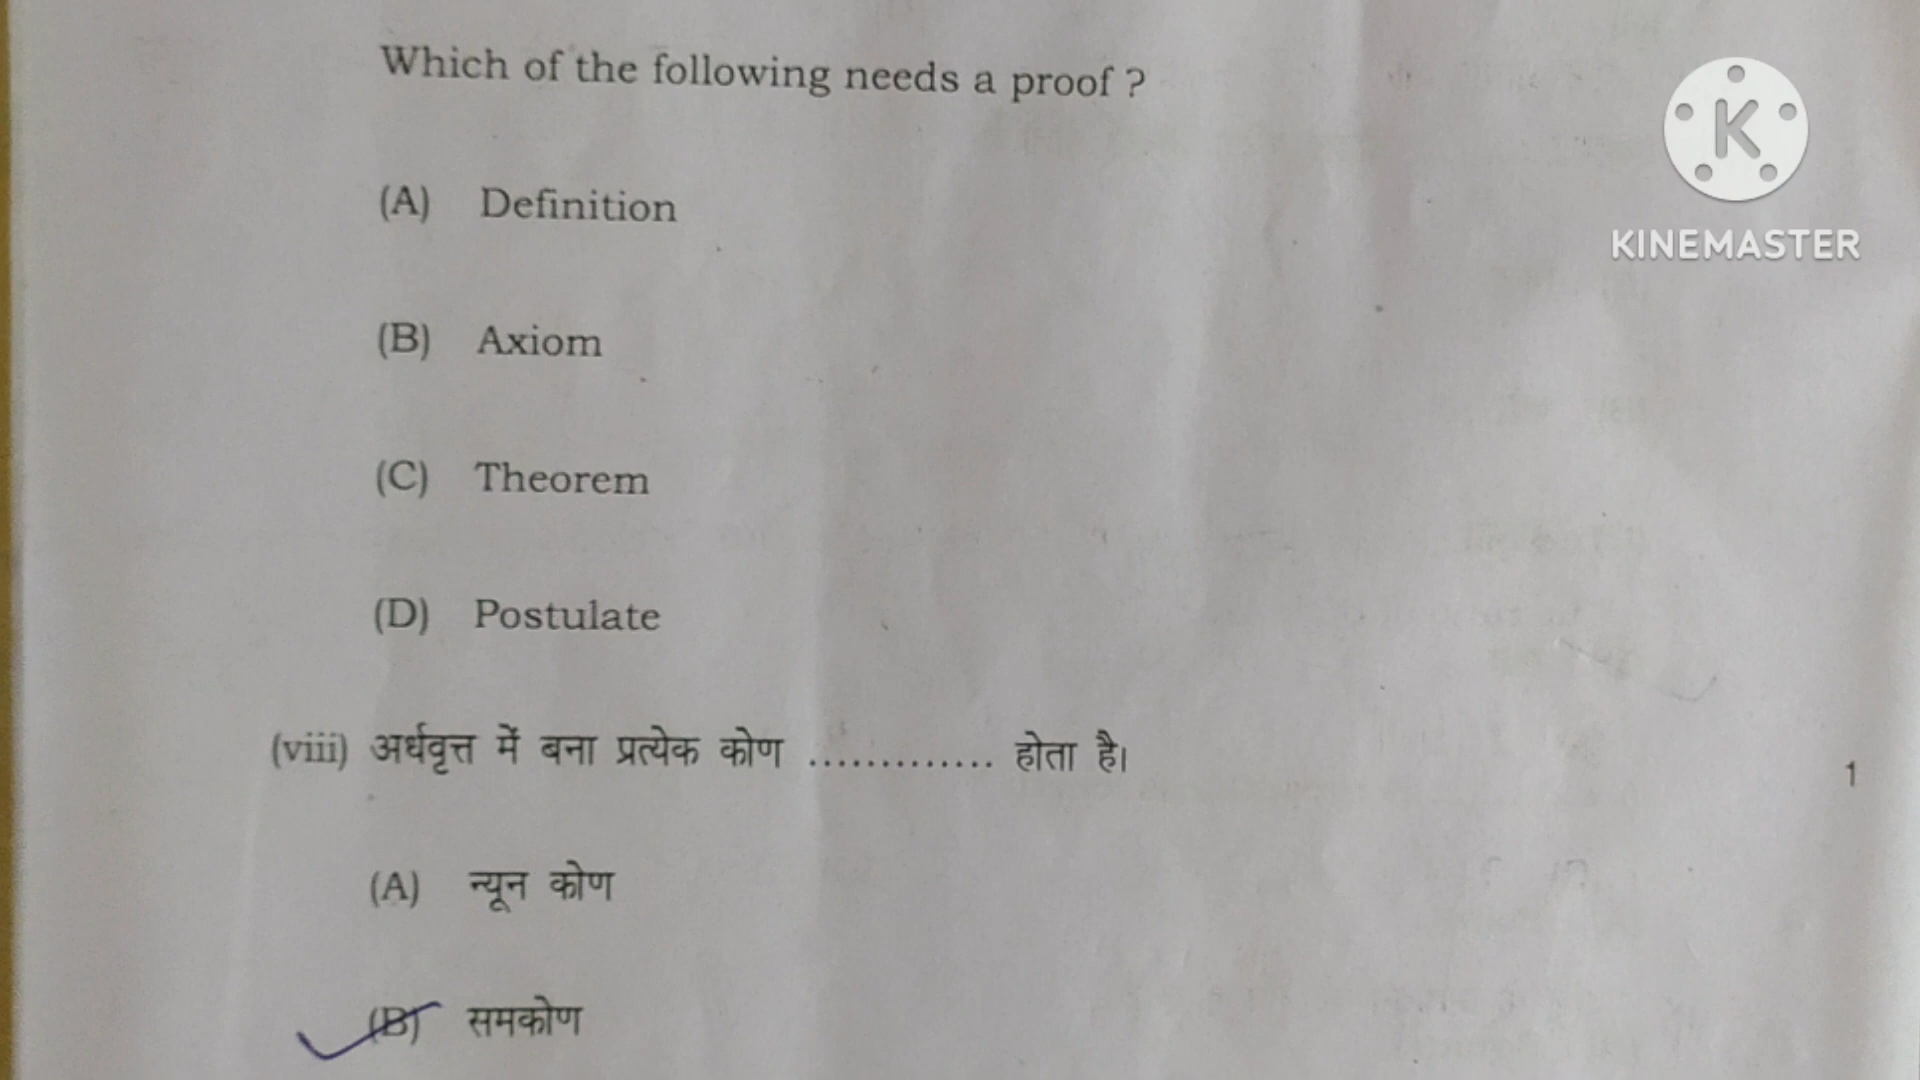 Which of the following needs a proof ?
KINEMASTER
(A) Definition
(B) Axiom
(C) Theorem
(D) Postulate
(viii) अर्धवृत्त में बना प्रत्येक कोण ............. होता है।
1
(A) न्यून कोण
(B) समकोण